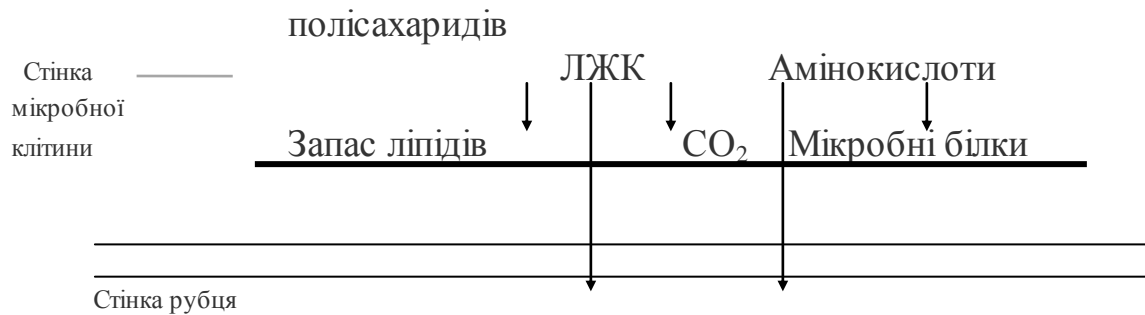 полісахаридів
Стінка ЛЖК Амінокислоти
мікробної
клітини Запас ліпідів CO₂ Мікробні білки
Стінка рубця